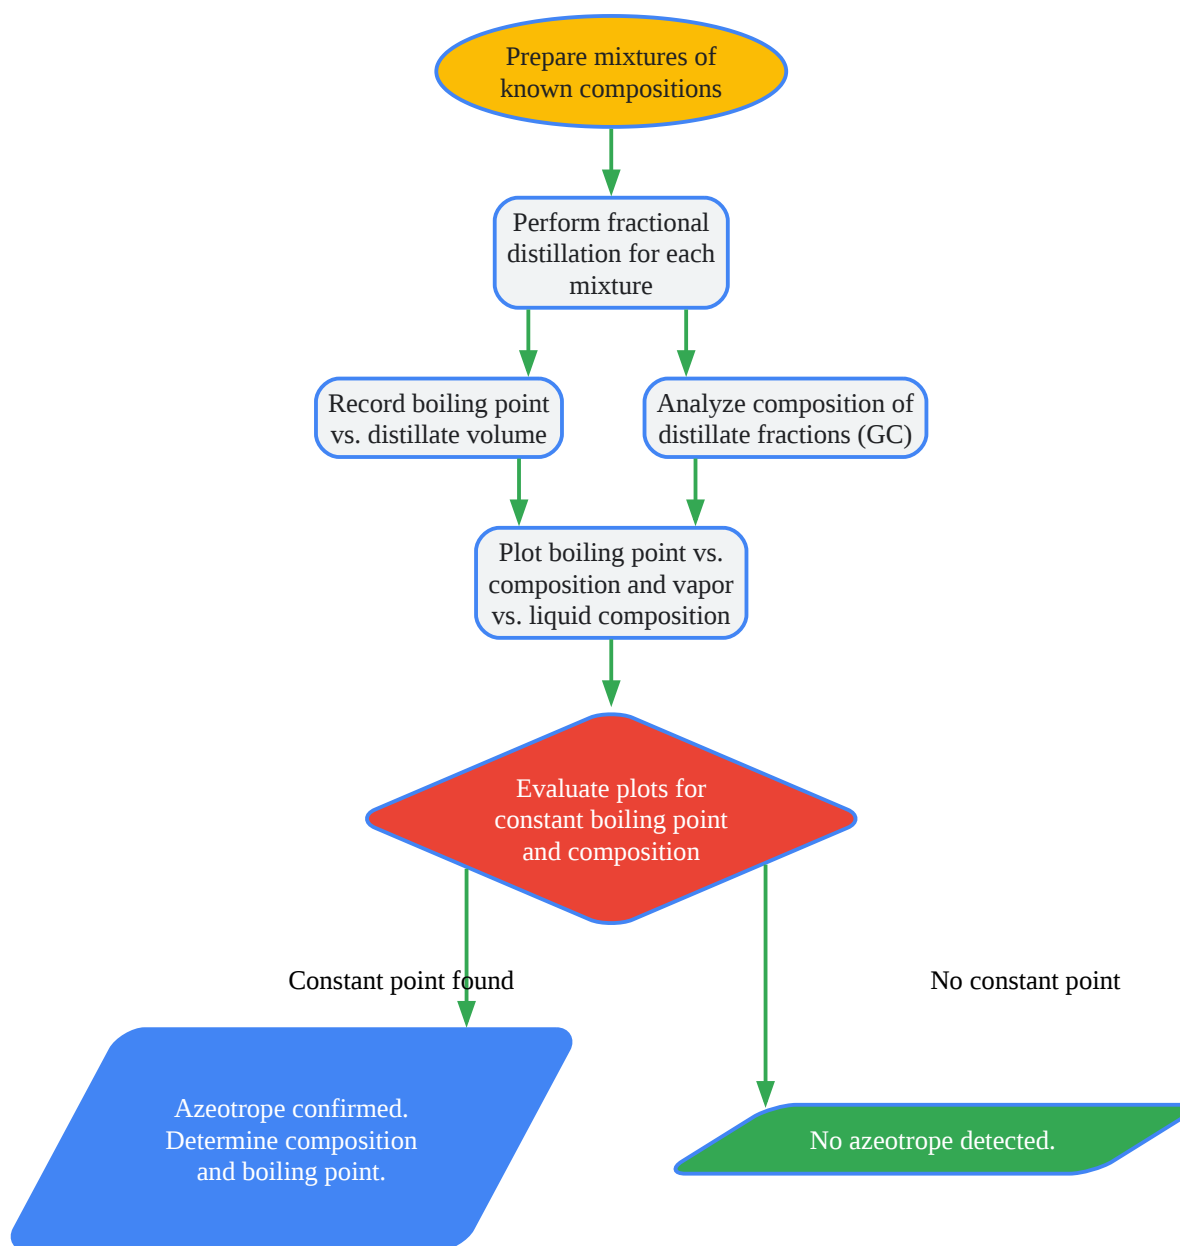 Prepare mixtures of
known compositions
Perform fractional
distillation for each
mixture
Record boiling point
vs. distillate volume
Analyze composition of
distillate fractions (GC)
Plot boiling point vs.
composition and vapor
vs. liquid composition
Evaluate plots for
constant boiling point
and composition
Constant point found
No constant point
Azeotrope confirmed.
Determine composition
and boiling point.
No azeotrope detected.